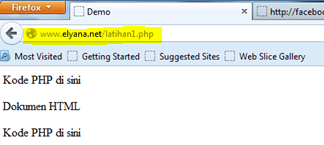 Firefox
Demo
http://facebo
www.elyana.net/latihan1.php
Most Visited Getting Started Suggested Sites Web Slice Gallery
Kode PHP di sini
Dokumen HTML
Kode PHP di sini